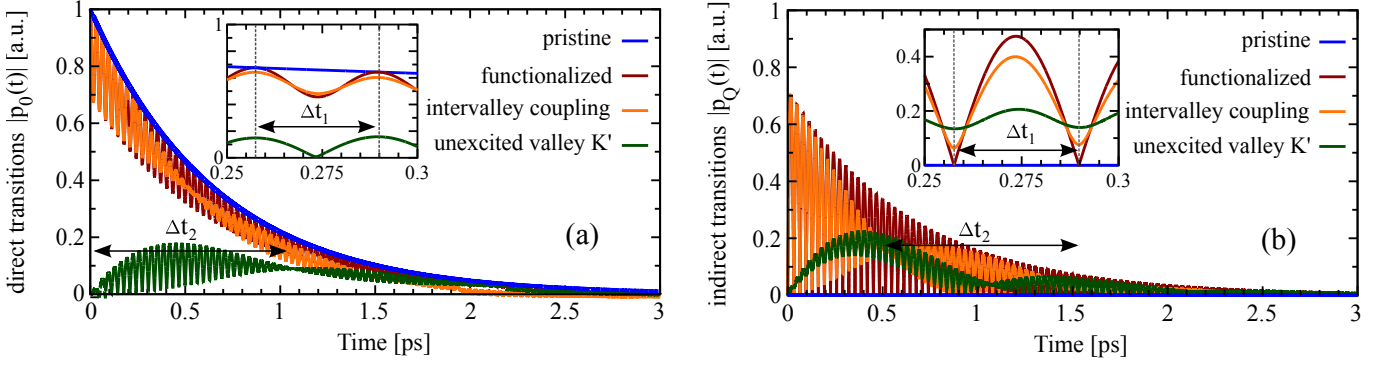 direct transitions |p₀(t)| [a.u.]
1
0.8
0.6
0.4
0.2
0
0 0.5 1 1.5 2 2.5 3
Time [ps]
pristine
functionalized
intervalley coupling
unexcited valley K'
1
0
0.25 0.275 0.3
Δt₁
Δt₂
(a)
indirect transitions |p_Q(t)| [a.u.]
1
0.8
0.6
0.4
0.2
0
0 0.5 1 1.5 2 2.5 3
Time [ps]
pristine
functionalized
intervalley coupling
unexcited valley K'
0.4
0.2
0
0.25 0.275 0.3
Δt₁
Δt₂
(b)